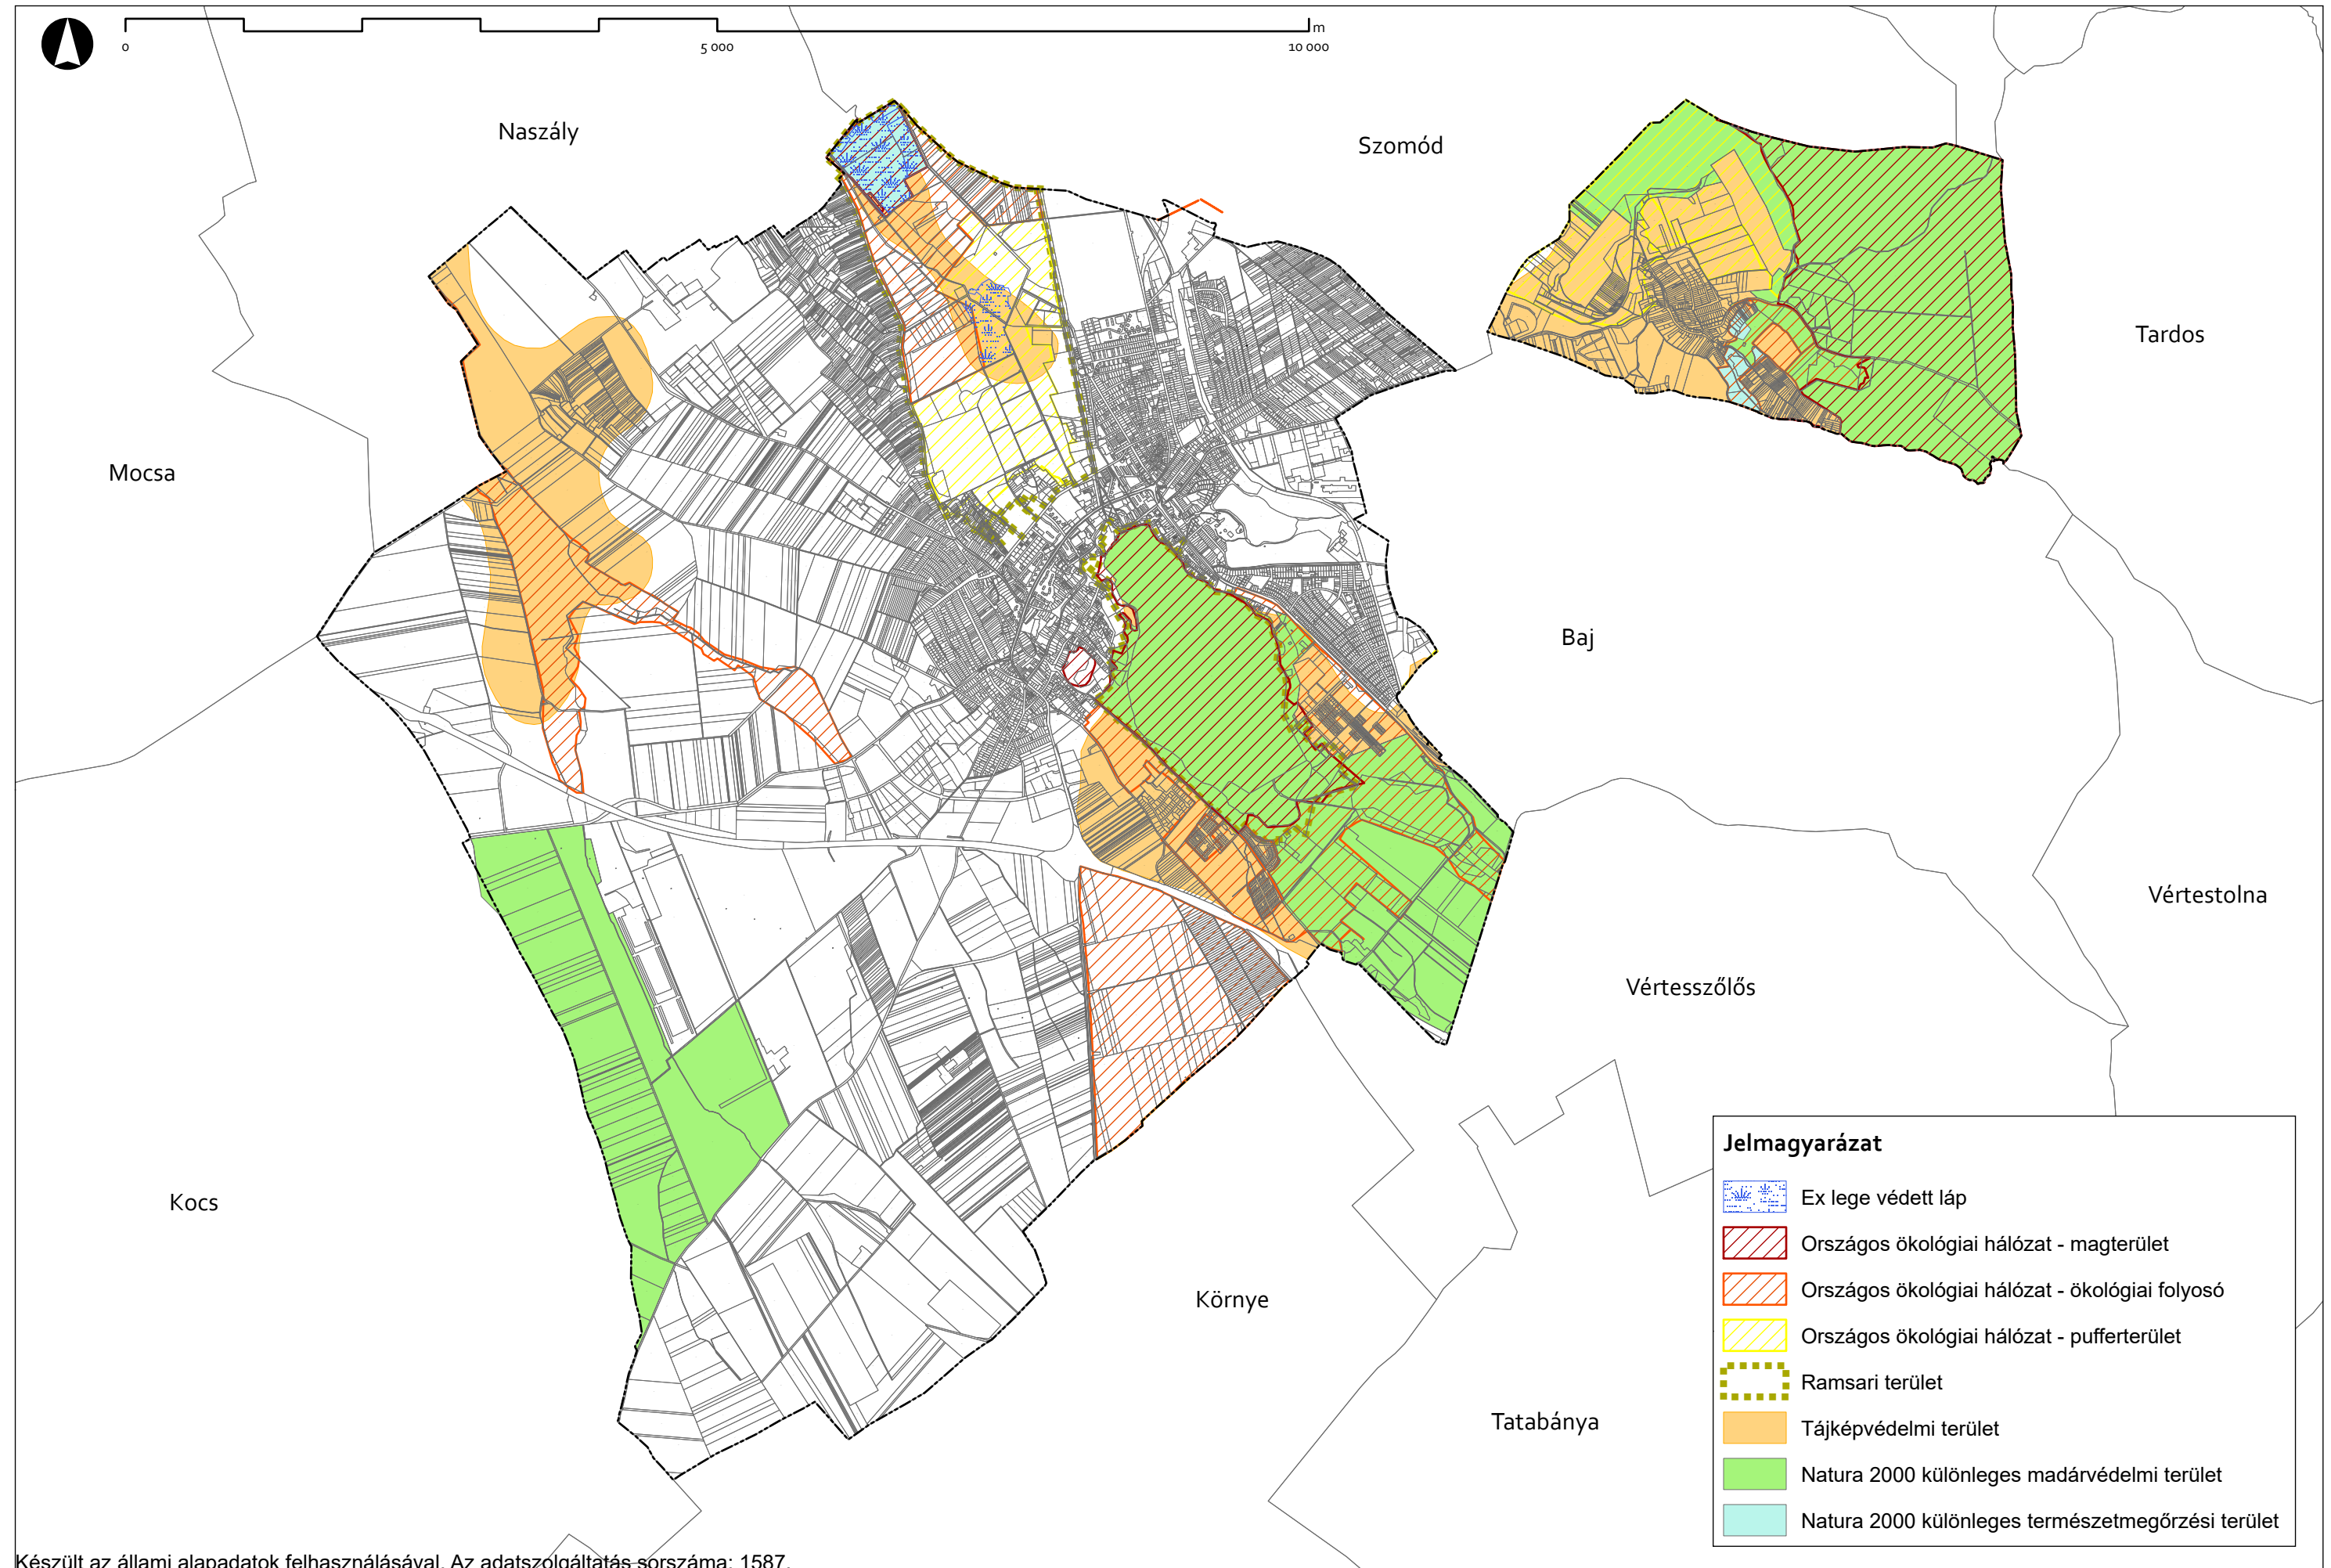 m
0
5 000
10 000
Naszály
Szomód
Tardos
Mocsa
Baj
Vértestolna
Vértesszőlős
Kocs
Környe
Tatabánya
Jelmagyarázat
Ex lege védett láp
Országos ökológiai hálózat - magterület
Országos ökológiai hálózat - ökológiai folyosó
Országos ökológiai hálózat - pufferterület
Ramsari terület
Tájképvédelmi terület
Natura 2000 különleges madárvédelmi terület
Natura 2000 különleges természetmegőrzési terület
Készült az állami alapadatok felhasználásával. Az adatszolgáltatás sorszáma: 1587.